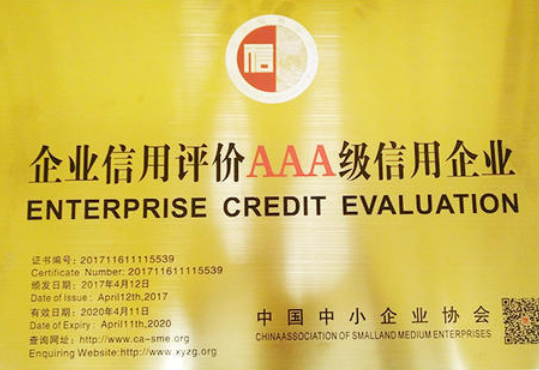 信
企业信用评价AAA级信用企业
ENTERPRISE CREDIT EVALUATION
证书编号: 201711611115539
Certificate Number: 201711611115539
颁发日期: 2017年4月12日
Date of Issue : April12th,2017
有效日期: 2020年4月11日
Date of Expiry : April11th,2020
查询网址: http://www.ca-sme.org
Enquiring Website:http://www.xyzg.org
中国中小企业协会
CHINAASSOCIATION OF SMALLAND MEDIUM ENTERPRISES